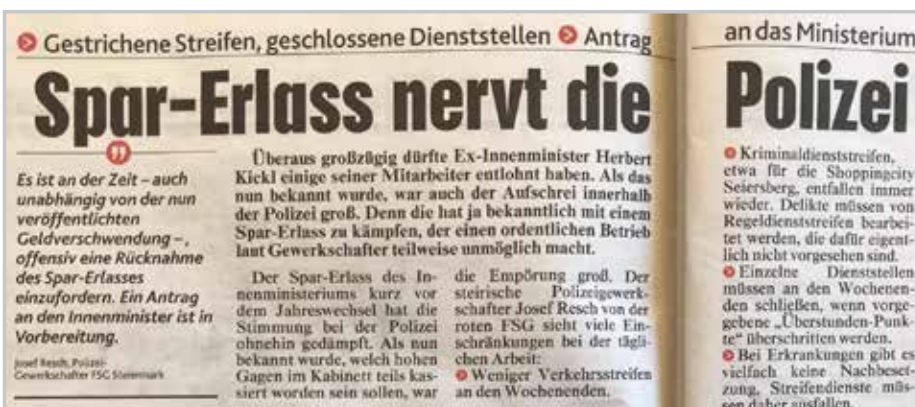 Gestrichene Streifen, geschlossene Dienststellen Antrag an das Ministerium
Spar-Erlass nervt die Polizei
Es ist an der Zeit – auch
unabhängig von der nun
veröffentlichten
Geldverschwendung –,
offensiv eine Rücknahme
des Spar-Erlasses
einzufordern. Ein Antrag
an den Innenminister ist in
Vorbereitung.
Josef Resch, Polizei-
Gewerkschafter FSG Steiermark
Überaus großzügig dürfte Ex-Innenminister Herbert
Kickl einige seiner Mitarbeiter entlohnt haben. Als das
nun bekannt wurde, war auch der Aufschrei innerhalb
der Polizei groß. Denn die hat ja bekanntlich mit einem
Spar-Erlass zu kämpfen, der einen ordentlichen Betrieb
laut Gewerkschafter teilweise unmöglich macht.
Der Spar-Erlass des In-
nenministeriums kurz vor
dem Jahreswechsel hat die
Stimmung bei der Polizei
ohnehin gedämpft. Als nun
bekannt wurde, welch hohen
Gagen im Kabinett teils kas-
siert worden sein sollen, war
die Empörung groß. Der
steirische Polizeigewerk-
schafter Josef Resch von der
roten FSG sieht viele Ein-
schränkungen bei der tägli-
chen Arbeit:
Weniger Verkehrsstreifen
an den Wochenenden.
Kriminaldienststreifen,
etwa für die Shoppingcity
Seiersberg, entfallen immer
wieder. Delikte müssen von
Regeldienststreifen bearbei-
tet werden, die dafür eigent-
lich nicht vorgesehen sind.
Einzelne Dienststellen
müssen an den Wochenen-
den schließen, wenn vorge-
gebene „Überstunden-Punk-
te“ überschritten werden.
Bei Erkrankungen gibt es
vielfach keine Nachbeset-
zung, Streifendienste müs-
sen daher ausfallen.